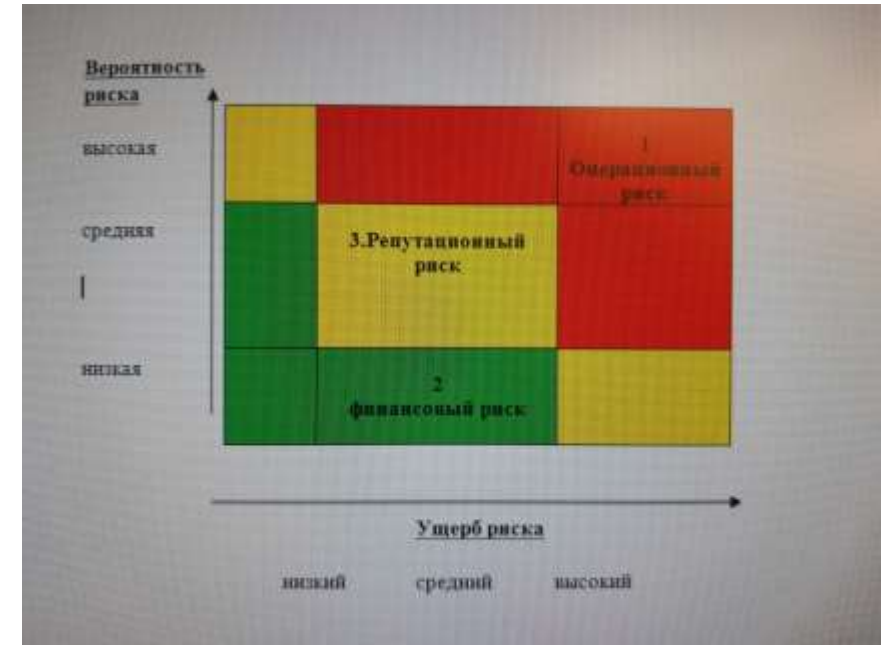 Вероятность
риска
высокая
1
Операционный
риск
средняя
3.Репутационный
риск
низкая
2
финансовый риск
Ущерб риска
низкий средний высокий